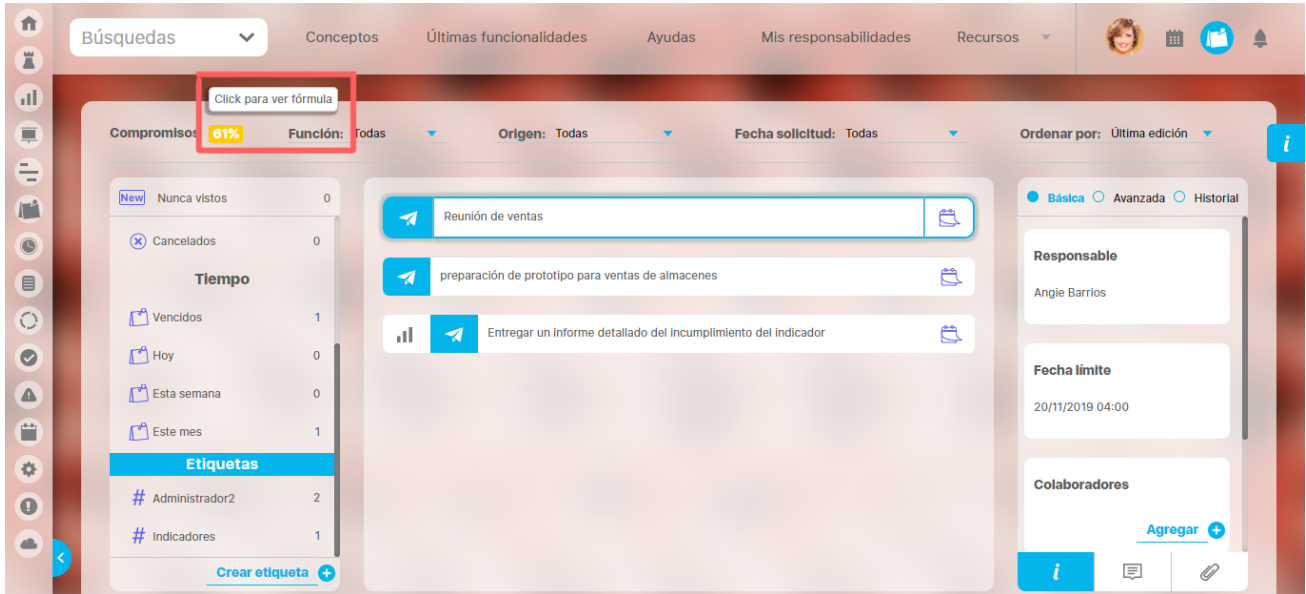 Búsquedas
Conceptos
Últimas funcionalidades
Ayudas
Mis responsabilidades
Recursos
Click para ver fórmula
Compromisos 61%
Función: Todas
Origen: Todas
Fecha solicitud: Todas
Ordenar por: Última edición
i
New Nunca vistos 0
Cancelados 0
Tiempo
Vencidos 1
Hoy 0
Esta semana 0
Este mes 1
Etiquetas
# Administrador2 2
# Indicadores 1
Crear etiqueta +
Reunión de ventas
preparación de prototipo para ventas de almacenes
Entregar un informe detallado del incumplimiento del indicador
Básica Avanzada Historial
Responsable
Angie Barrios
Fecha límite
20/11/2019 04:00
Colaboradores
Agregar +
i